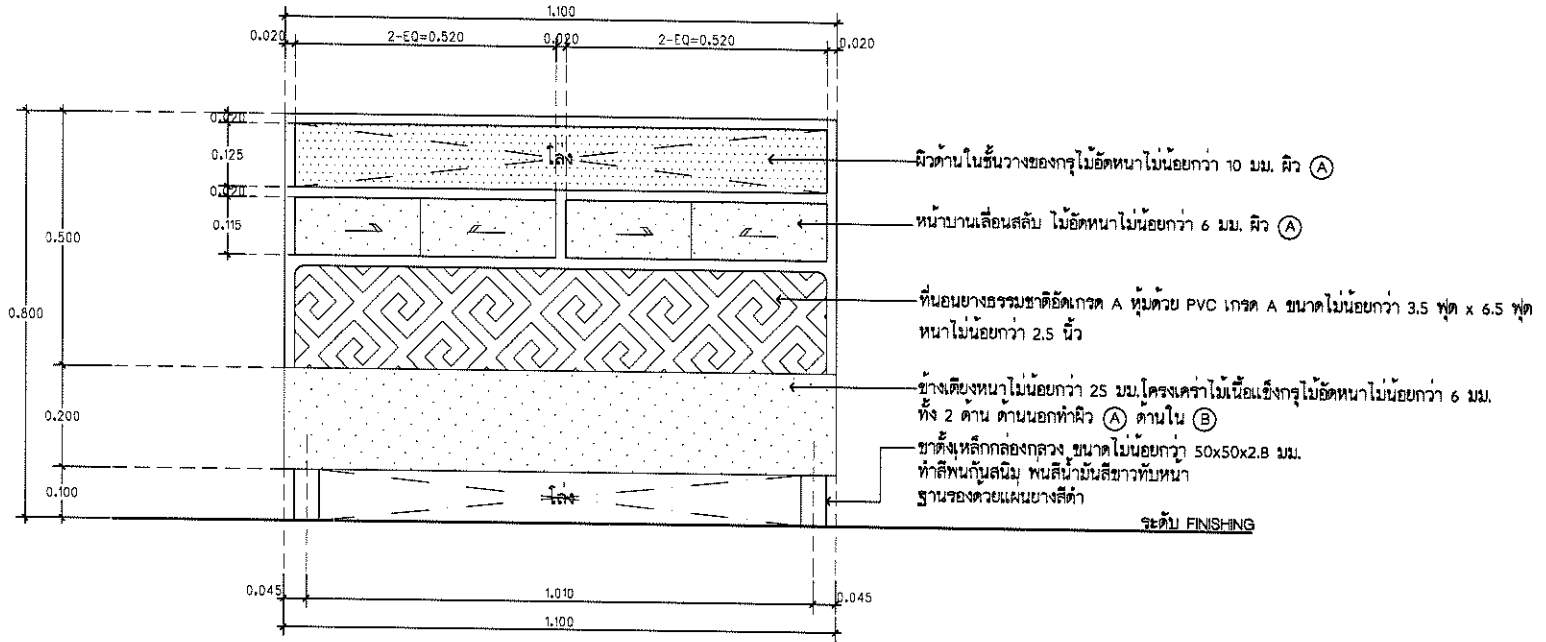 1.100
0.020 2-EQ=0.520 0.020 2-EQ=0.520 0.020
0.020
0.125
0.020
0.115
0.500
0.800
0.200
0.100
โล่ง
ผิวด้านในชั้นวางของกรุไม้อัดหนาไม่น้อยกว่า 10 มม. ผิว A
หน้าบานเลื่อนสลับ ไม้อัดหนาไม่น้อยกว่า 6 มม. ผิว A
ที่นอนยางธรรมชาติอัดเกรด A หุ้มด้วย PVC เกรด A ขนาดไม่น้อยกว่า 3.5 ฟุต x 6.5 ฟุต
หนาไม่น้อยกว่า 2.5 นิ้ว
ข้างเตียงหนาไม่น้อยกว่า 25 มม.โครงเคร่าไม้เนื้อแข็งกรุไม้อัดหนาไม่น้อยกว่า 6 มม.
ทั้ง 2 ด้าน ด้านนอกทำผิว A ด้านใน B
ขาตั้งเหล็กกล่องกลวง ขนาดไม่น้อยกว่า 50x50x2.8 มม.
ทำสีพ่นกันสนิม พ่นสีน้ำมันสีขาวทับหน้า
ฐานรองด้วยแผ่นยางสีดำ
โล่ง
ระดับ FINISHING
0.045 1.010 0.045
1.100